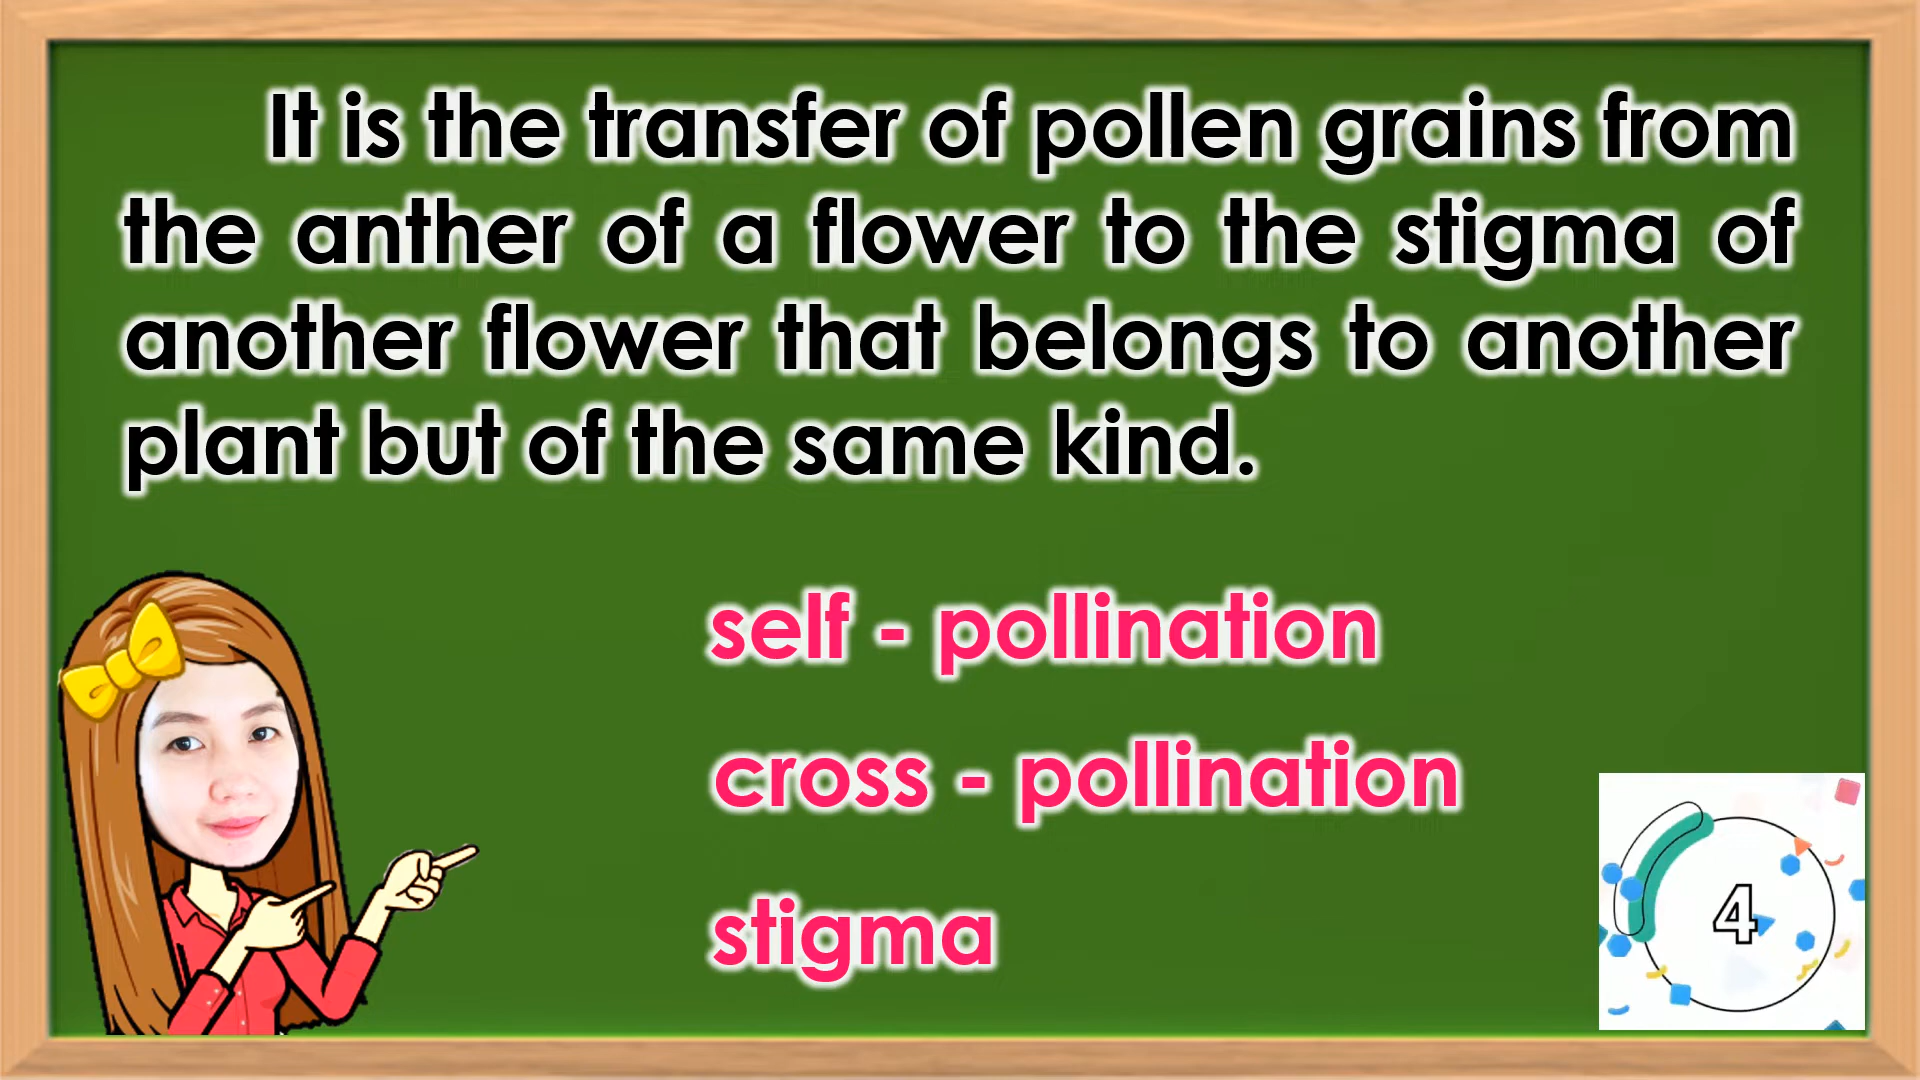 It is the transfer of pollen grains from
the anther of a flower to the stigma of
another flower that belongs to another
plant but of the same kind.
self - pollination
cross - pollination
stigma
4